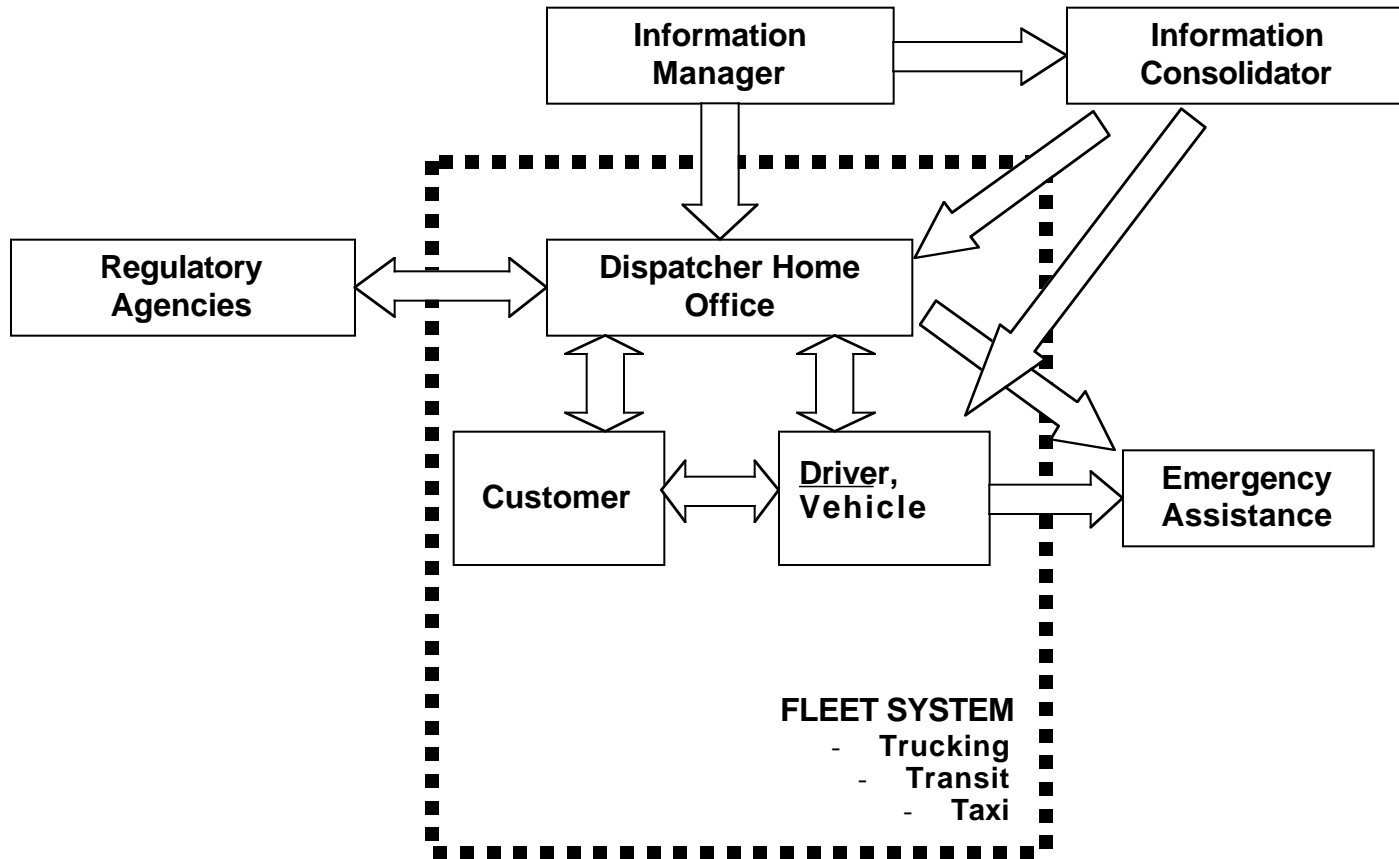 Information
Manager
Information
Consolidator
Regulatory
Agencies
Dispatcher Home
Office
Customer
Driver,
Vehicle
Emergency
Assistance
FLEET SYSTEM
- Trucking
- Transit
- Taxi